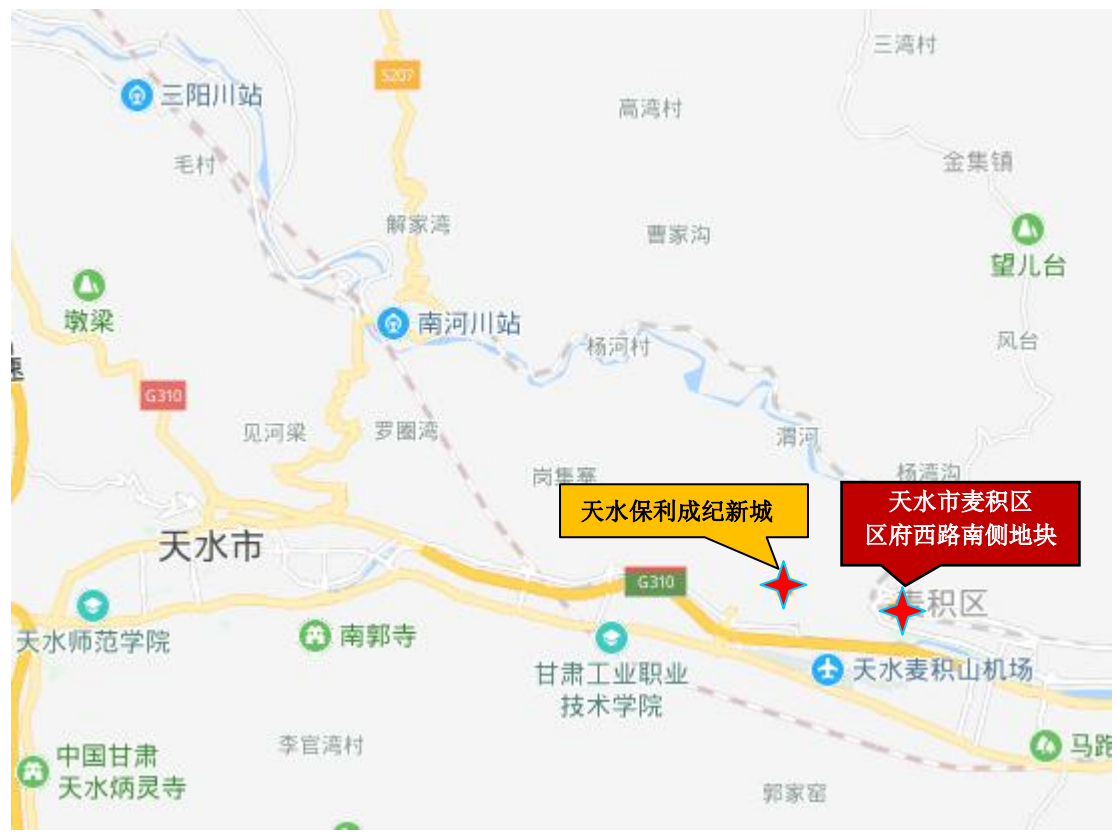 三湾村
S207
三阳川站
高湾村
金集镇
毛村
解家湾
曹家沟
望儿台
墩梁
南河川站
杨河村
风台
速
G310
见河梁
罗圈湾
渭河
岗集寨
杨湾沟
天水保利成纪新城
天水市麦积区
区府西路南侧地块
天水市
G310
麦积区
天水师范学院
南郭寺
甘肃工业职业
技术学院
天水麦积山机场
李官湾村
马跑
中国甘肃
天水炳灵寺
郭家窑